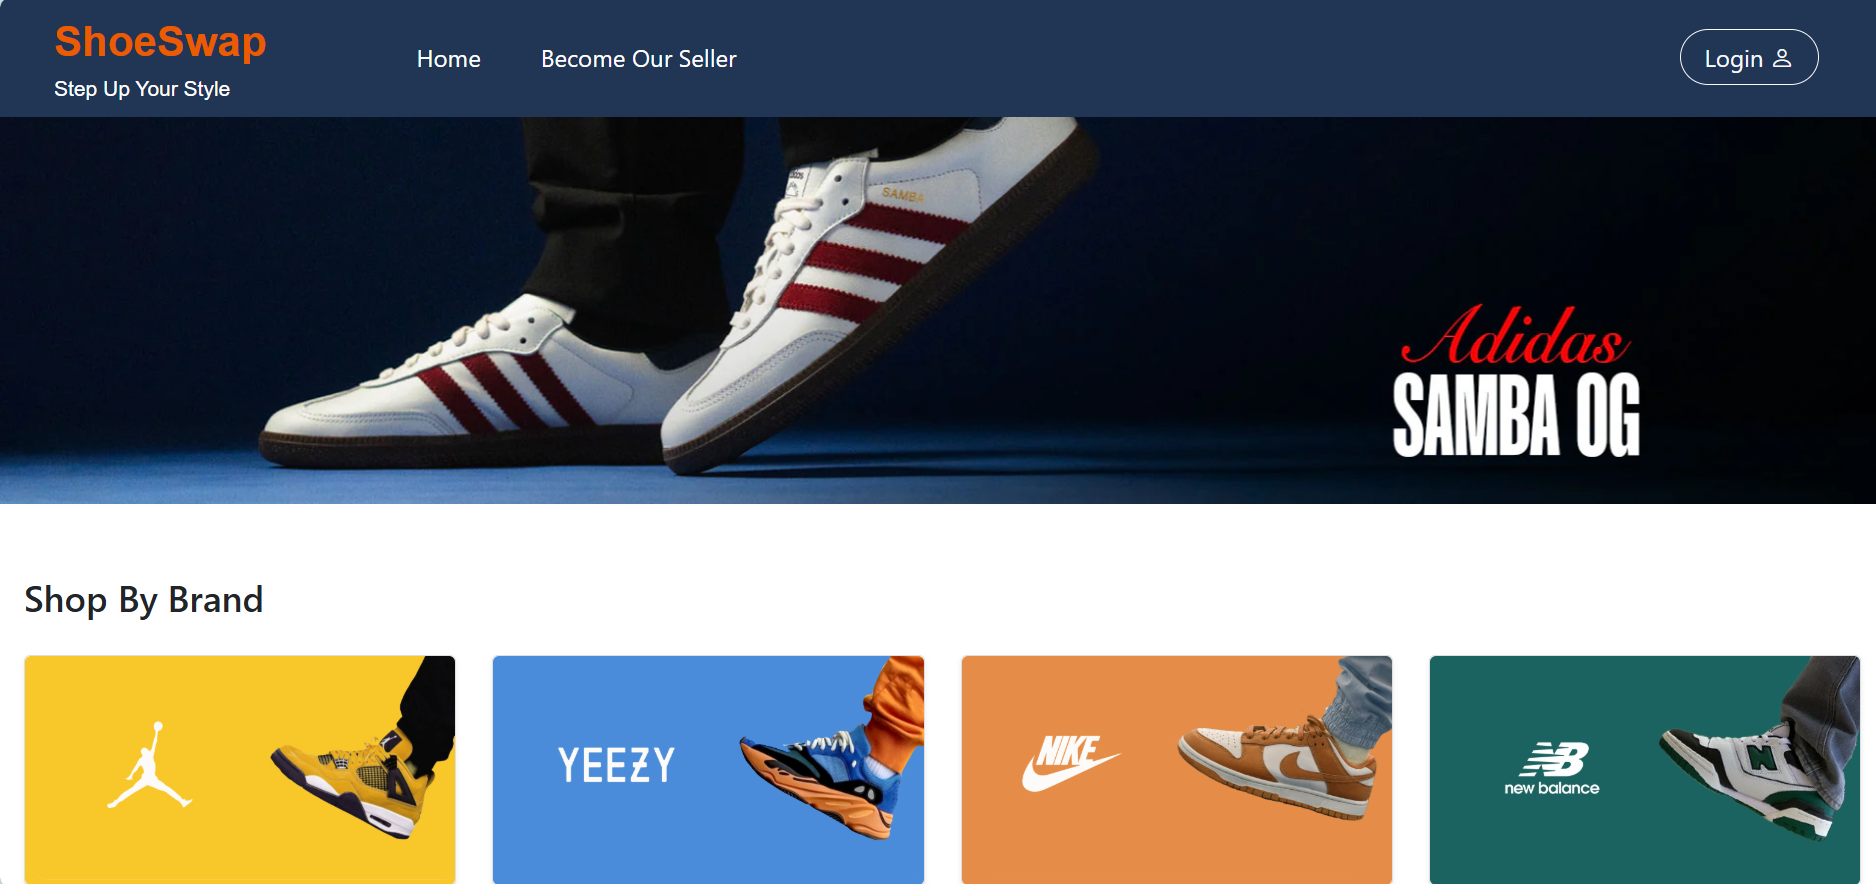 ShoeSwap
Step Up Your Style
Home
Become Our Seller
Login
SAMBA
Adidas
SAMBA OG
Shop By Brand
YEEZY
NIKE
NB
new balance
N